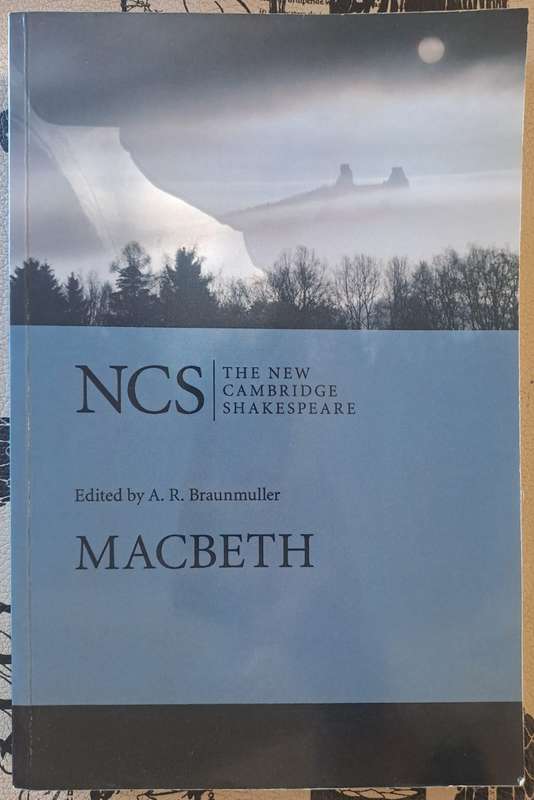 NCS
THE NEW
CAMBRIDGE
SHAKESPEARE
Edited by A. R. Braunmuller
MACBETH